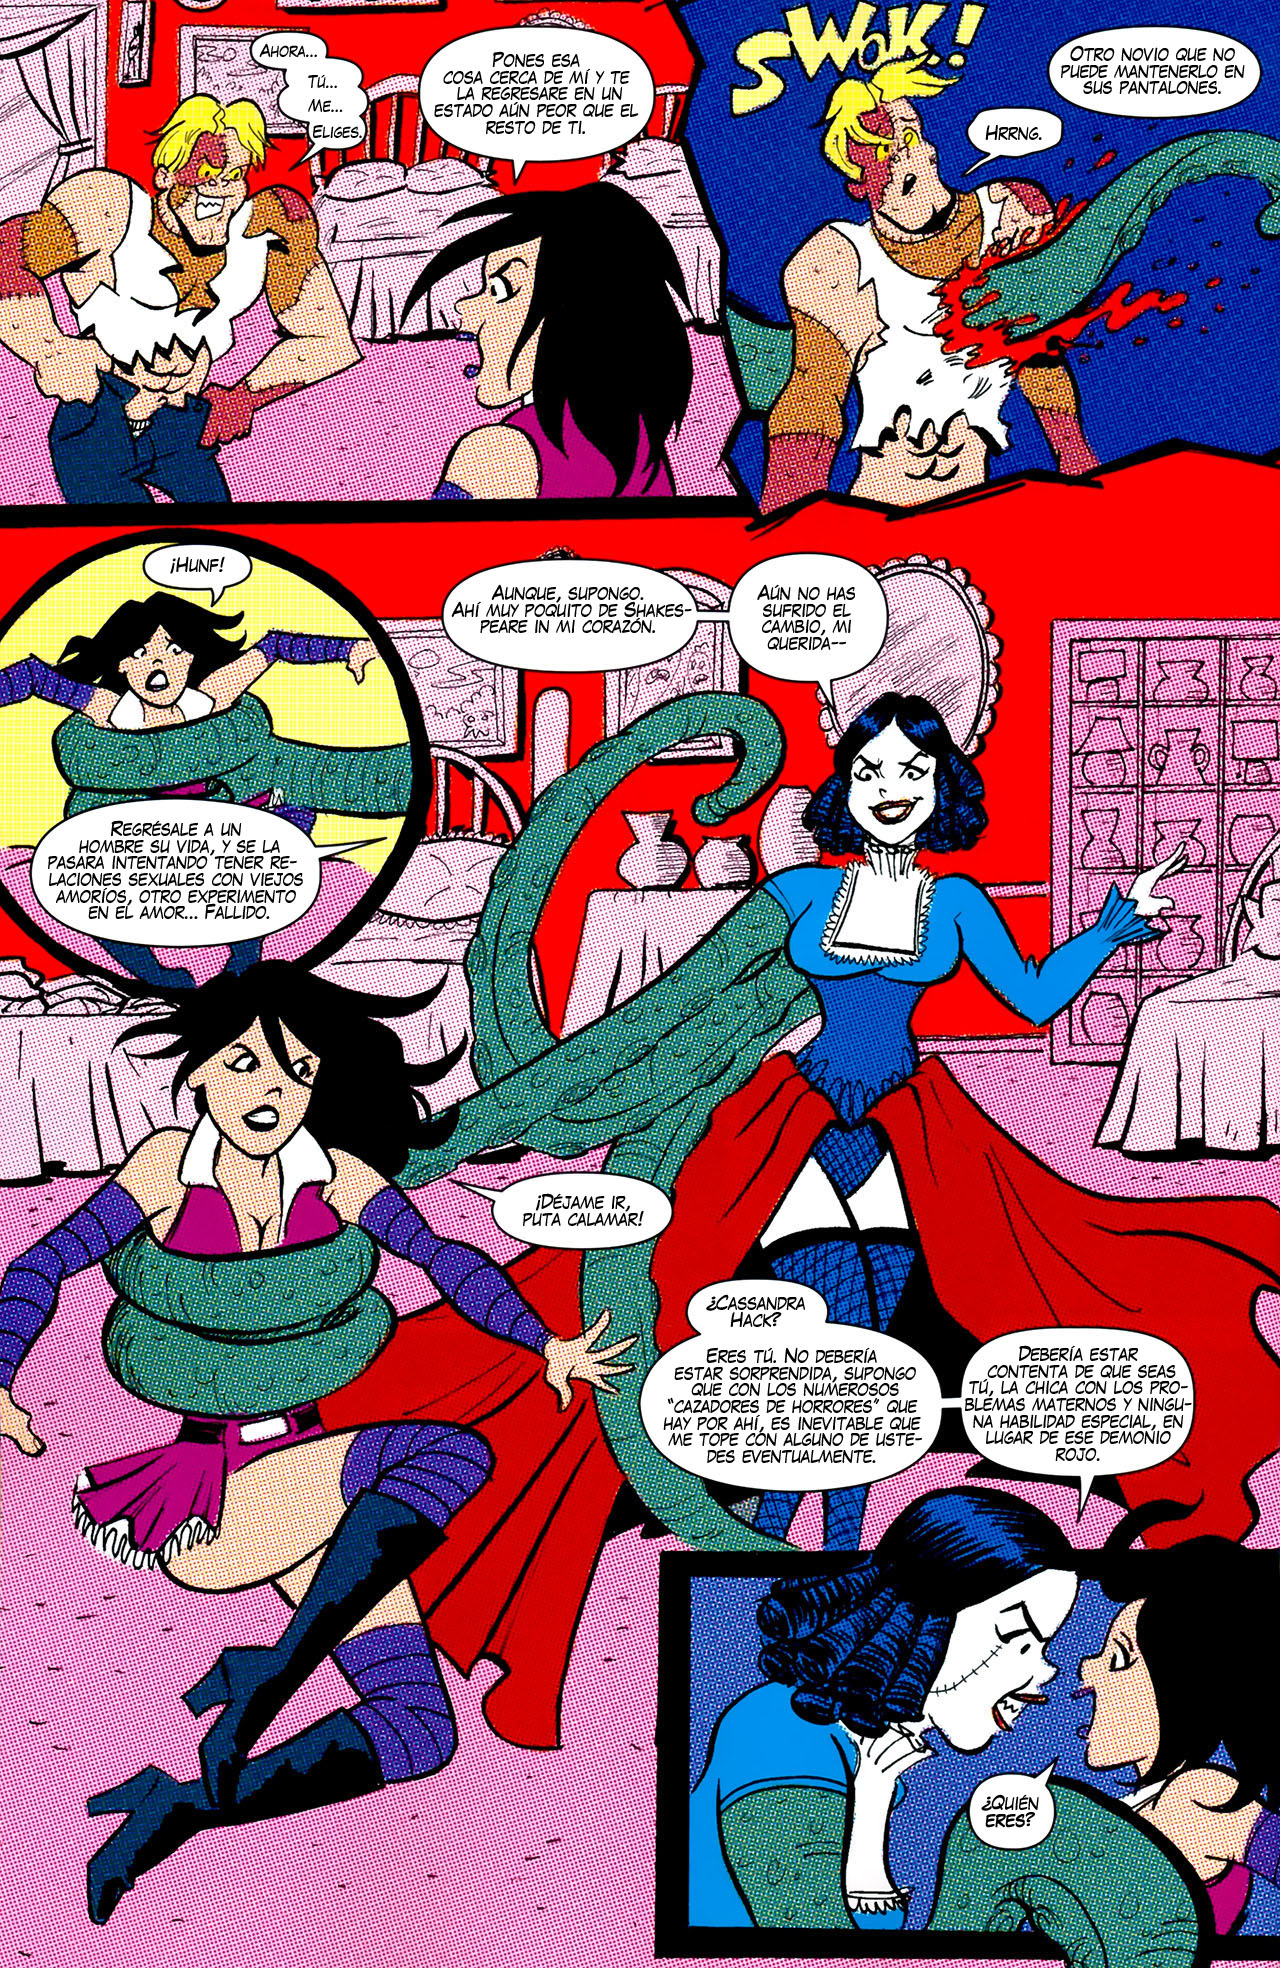 Ahora...
Tú...
Me...
Eliges.
Pones esa
cosa cerca de mí y te
la regresare en un
estado aún peor que el
resto de ti.
SWOK!
Otro novio que no
puede mantenerlo en
sus pantalones.
Hrrng.
¡Hunf!
Regrésale a un
hombre su vida, y se la
pasara intentando tener re-
laciones sexuales con viejos
amoríos, otro experimento
en el amor... Fallido.
Aunque, supongo.
Ahí muy poquito de Shakes-
peare in mi corazón.
Aún no has
sufrido el
cambio, mi
querida--
¡Déjame ir,
puta calamar!
¿Cassandra
Hack?
Eres tú. No debería
estar sorprendida, supongo
que con los numerosos
“cazadores de horrores” que
hay por ahí, es inevitable que
me tope cón alguno de uste-
des eventualmente.
Debería estar
contenta de que seas
tú, la chica con los pro-
blemas maternos y ningu-
na habilidad especial, en
lugar de ese demonio
rojo.
¿Quién
eres?